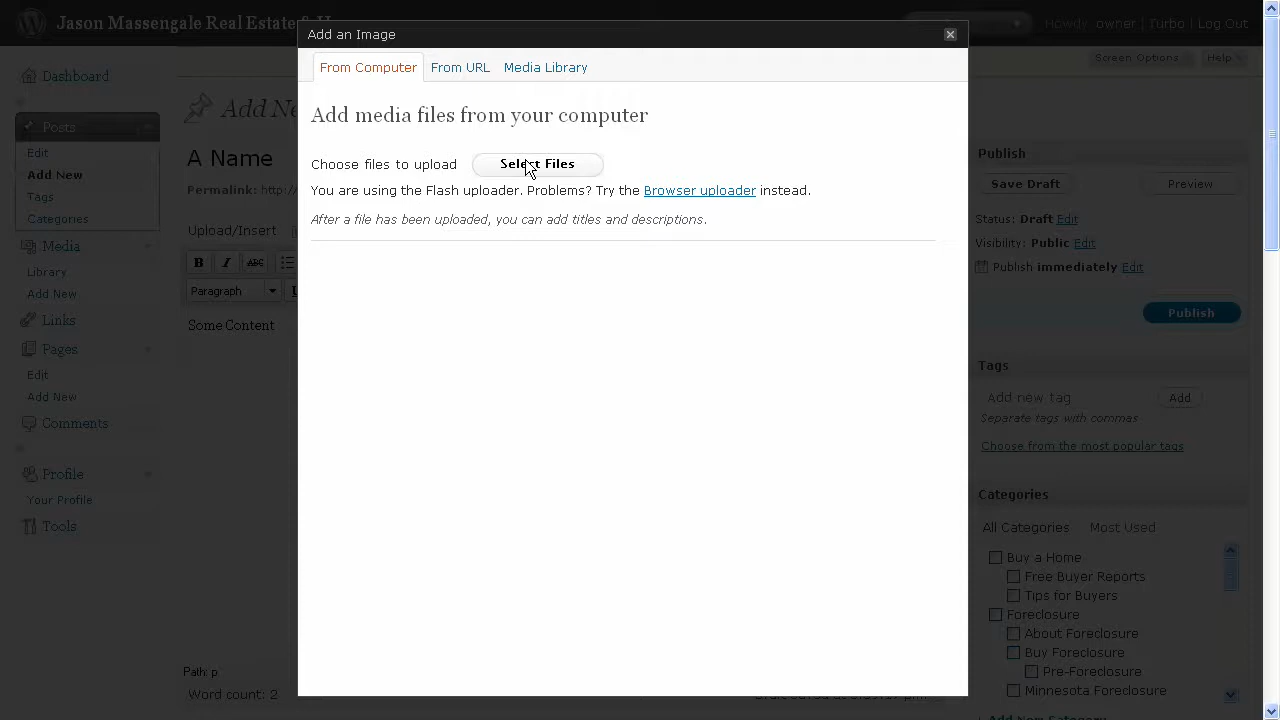 Jason Massengale Real Estate &
Howdy, owner | Turbo | Log Out
Screen Options
Help
Add an Image
From Computer
From URL
Media Library
Add media files from your computer
Choose files to upload
Select Files
You are using the Flash uploader. Problems? Try the Browser uploader instead.
After a file has been uploaded, you can add titles and descriptions.
Dashboard
Posts
Edit
Add New
Tags
Categories
Media
Library
Add New
Links
Pages
Edit
Add New
Comments
Profile
Your Profile
Tools
Add
A Name
Permalink: http:/
Upload/Insert
B I ABC
Paragraph
Some Content
Path: p
Word count: 2
Publish
Save Draft
Preview
Status: Draft Edit
Visibility: Public Edit
Publish immediately Edit
Publish
Tags
Add new tag
Add
Separate tags with commas
Choose from the most popular tags
Categories
All Categories
Most Used
Buy a Home
Free Buyer Reports
Tips for Buyers
Foreclosure
About Foreclosure
Buy Foreclosure
Pre-Foreclosure
Minnesota Foreclosure